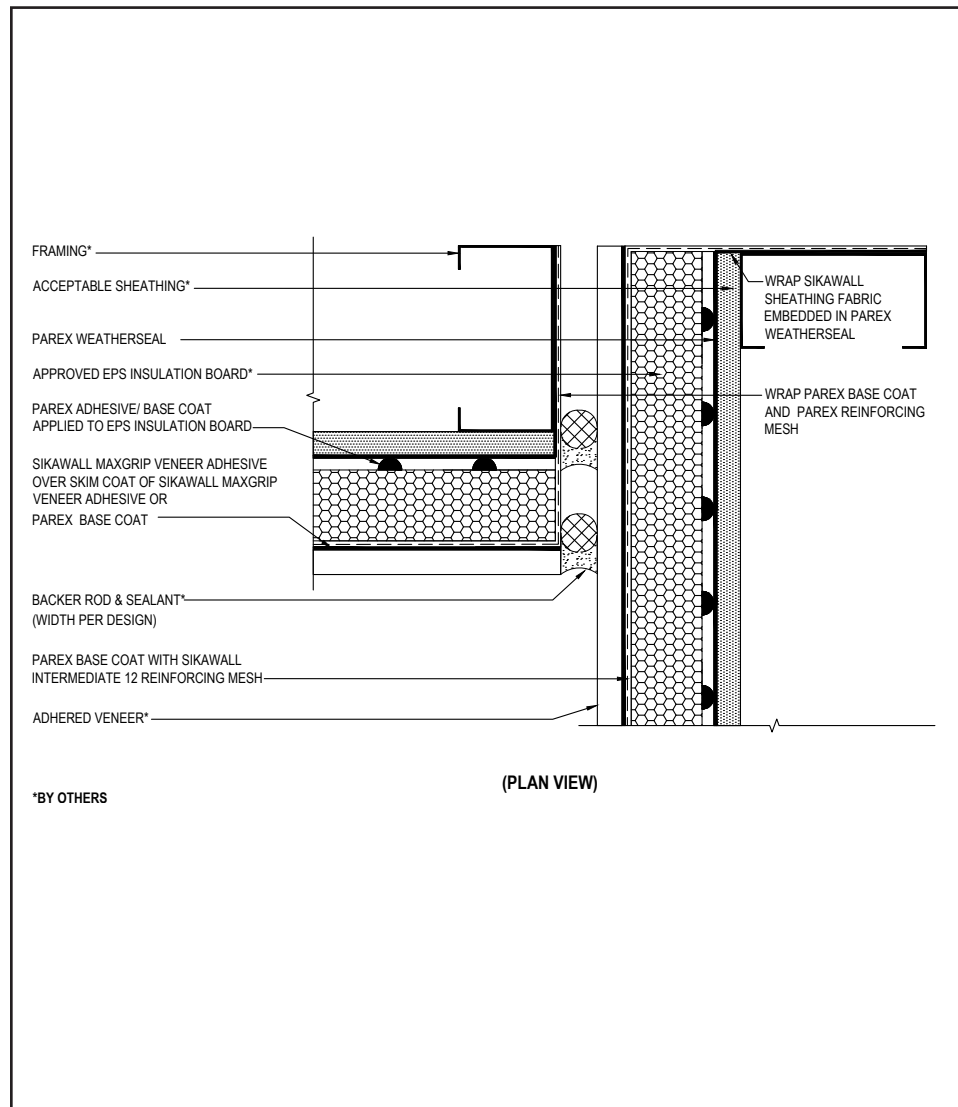 FRAMING*
ACCEPTABLE SHEATHING*
PAREX WEATHERSEAL
APPROVED EPS INSULATION BOARD*
PAREX ADHESIVE/ BASE COAT
APPLIED TO EPS INSULATION BOARD
SIKAWALL MAXGRIP VENEER ADHESIVE
OVER SKIM COAT OF SIKAWALL MAXGRIP
VENEER ADHESIVE OR
PAREX BASE COAT
BACKER ROD & SEALANT*
(WIDTH PER DESIGN)
PAREX BASE COAT WITH SIKAWALL
INTERMEDIATE 12 REINFORCING MESH
ADHERED VENEER*
WRAP SIKAWALL
SHEATHING FABRIC
EMBEDDED IN PAREX
WEATHERSEAL
WRAP PAREX BASE COAT
AND PAREX REINFORCING
MESH
(PLAN VIEW)
*BY OTHERS